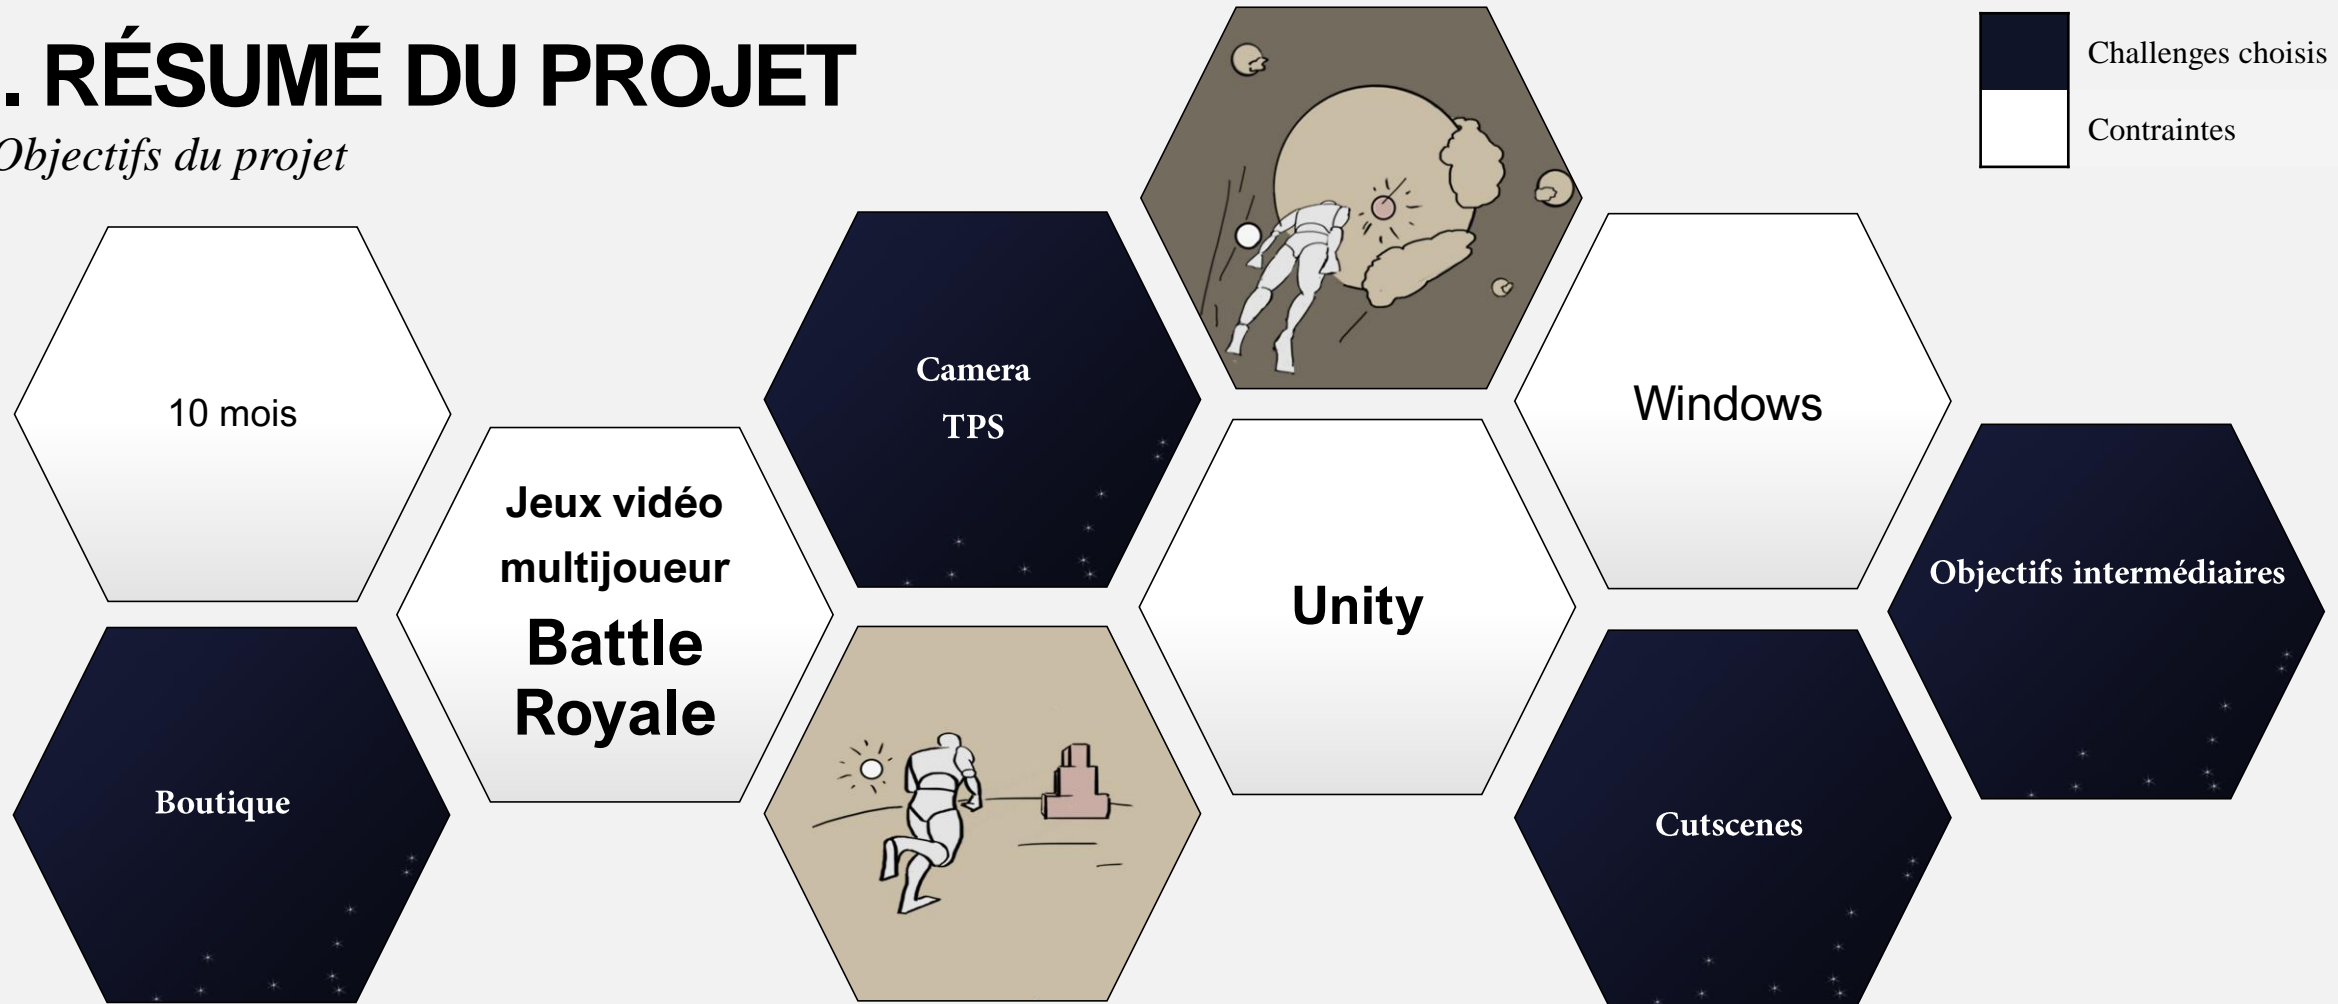 . RÉSUMÉ DU PROJET
Objectifs du projet
Challenges choisis
Contraintes
10 mois
Jeux vidéo
multijoueur
Battle
Royale
Camera
TPS
Windows
Unity
Objectifs intermédiaires
Boutique
Cutscenes